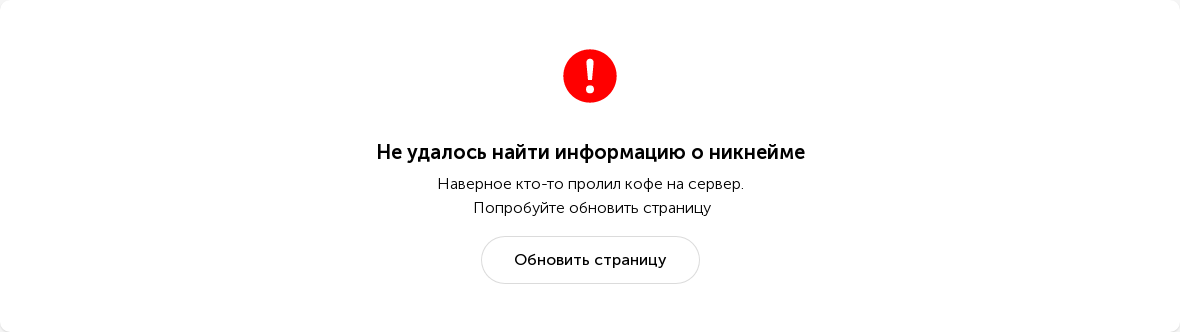 Не удалось найти информацию о никнейме
Наверное кто-то пролил кофе на сервер.
Попробуйте обновить страницу
Обновить страницу